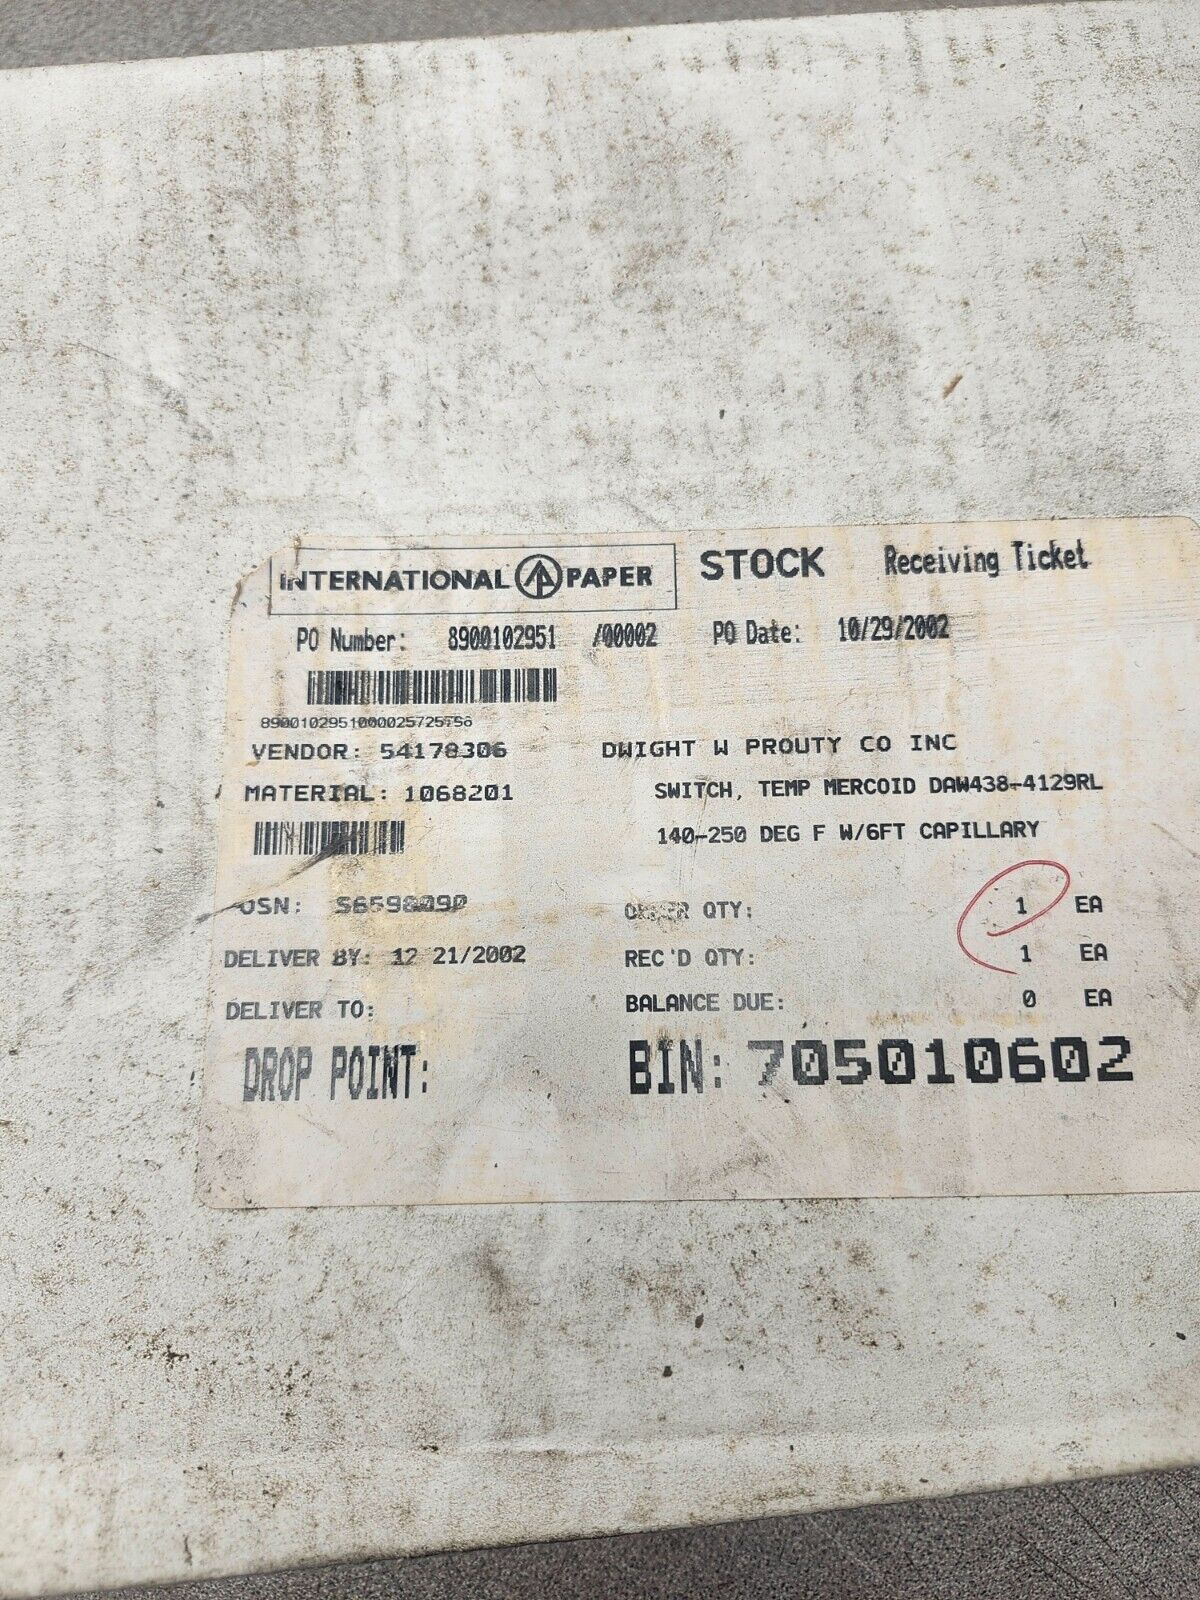 INTERNATIONAL PAPER STOCK Receiving Ticket
PO Number: 8900102951 /00002 PO Date: 10/29/2002
VENDOR: 54178306 DWIGHT W PROUTY CO INC
MATERIAL: 1068201 SWITCH, TEMP MERCOID DAW438-4129RL
140-250 DEG F W/6FT CAPILLARY
OSN: ORDER QTY: 1 EA
DELIVER BY: 12 21/2002 REC'D QTY: 1 EA
DELIVER TO: BALANCE DUE: 0 EA
DROP POINT: BIN: 705010602